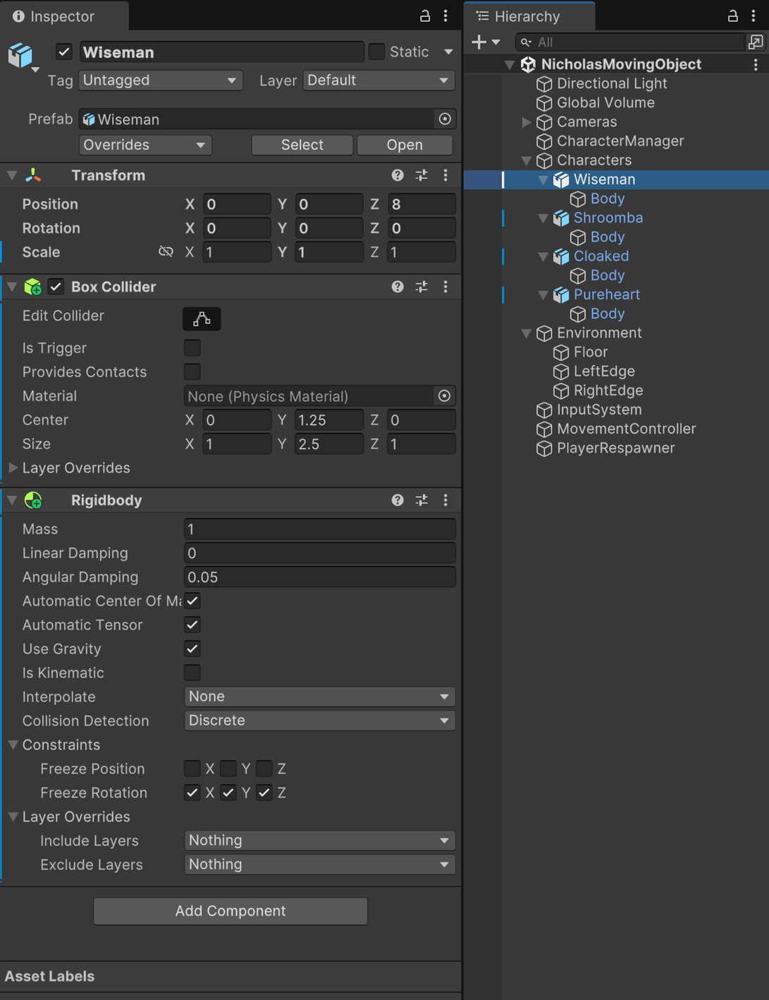 Inspector
Wiseman
Static
Tag Untagged Layer Default
Prefab Wiseman
Overrides Select Open
Transform
Position X 0 Y 0 Z 8
Rotation X 0 Y 0 Z 0
Scale X 1 Y 1 Z 1
Box Collider
Edit Collider
Is Trigger
Provides Contacts
Material None (Physics Material)
Center X 0 Y 1.25 Z 0
Size X 1 Y 2.5 Z 1
Layer Overrides
Rigidbody
Mass 1
Linear Damping 0
Angular Damping 0.05
Automatic Center Of Ma
Automatic Tensor
Use Gravity
Is Kinematic
Interpolate None
Collision Detection Discrete
Constraints
Freeze Position X Y Z
Freeze Rotation X Y Z
Layer Overrides
Include Layers Nothing
Exclude Layers Nothing
Add Component
Asset Labels
Hierarchy
All
NicholasMovingObject
Directional Light
Global Volume
Cameras
CharacterManager
Characters
Wiseman
Body
Shroomba
Body
Cloaked
Body
Pureheart
Body
Environment
Floor
LeftEdge
RightEdge
InputSystem
MovementController
PlayerRespawner